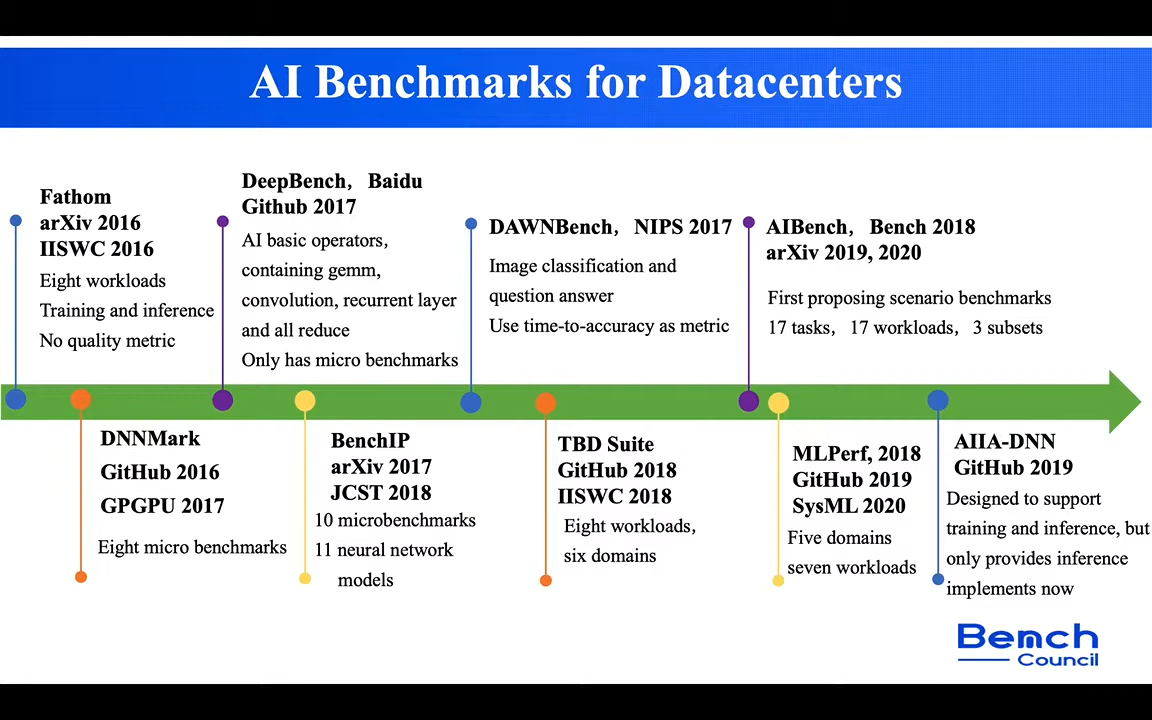 AI Benchmarks for Datacenters
Fathom
arXiv 2016
IISWC 2016
Eight workloads
Training and inference
No quality metric
DeepBench， Baidu
Github 2017
AI basic operators,
containing gemm,
convolution, recurrent layer
and all reduce
Only has micro benchmarks
DAWNBench， NIPS 2017
Image classification and
question answer
Use time-to-accuracy as metric
AIBench， Bench 2018
arXiv 2019, 2020
First proposing scenario benchmarks
17 tasks， 17 workloads， 3 subsets
DNNMark
GitHub 2016
GPGPU 2017
Eight micro benchmarks
BenchIP
arXiv 2017
JCST 2018
10 microbenchmarks
11 neural network
models
TBD Suite
GitHub 2018
IISWC 2018
Eight workloads,
six domains
MLPerf, 2018
GitHub 2019
SysML 2020
Five domains
seven workloads
AIIA-DNN
GitHub 2019
Designed to support
training and inference, but
only provides inference
implements now
Bench
Council